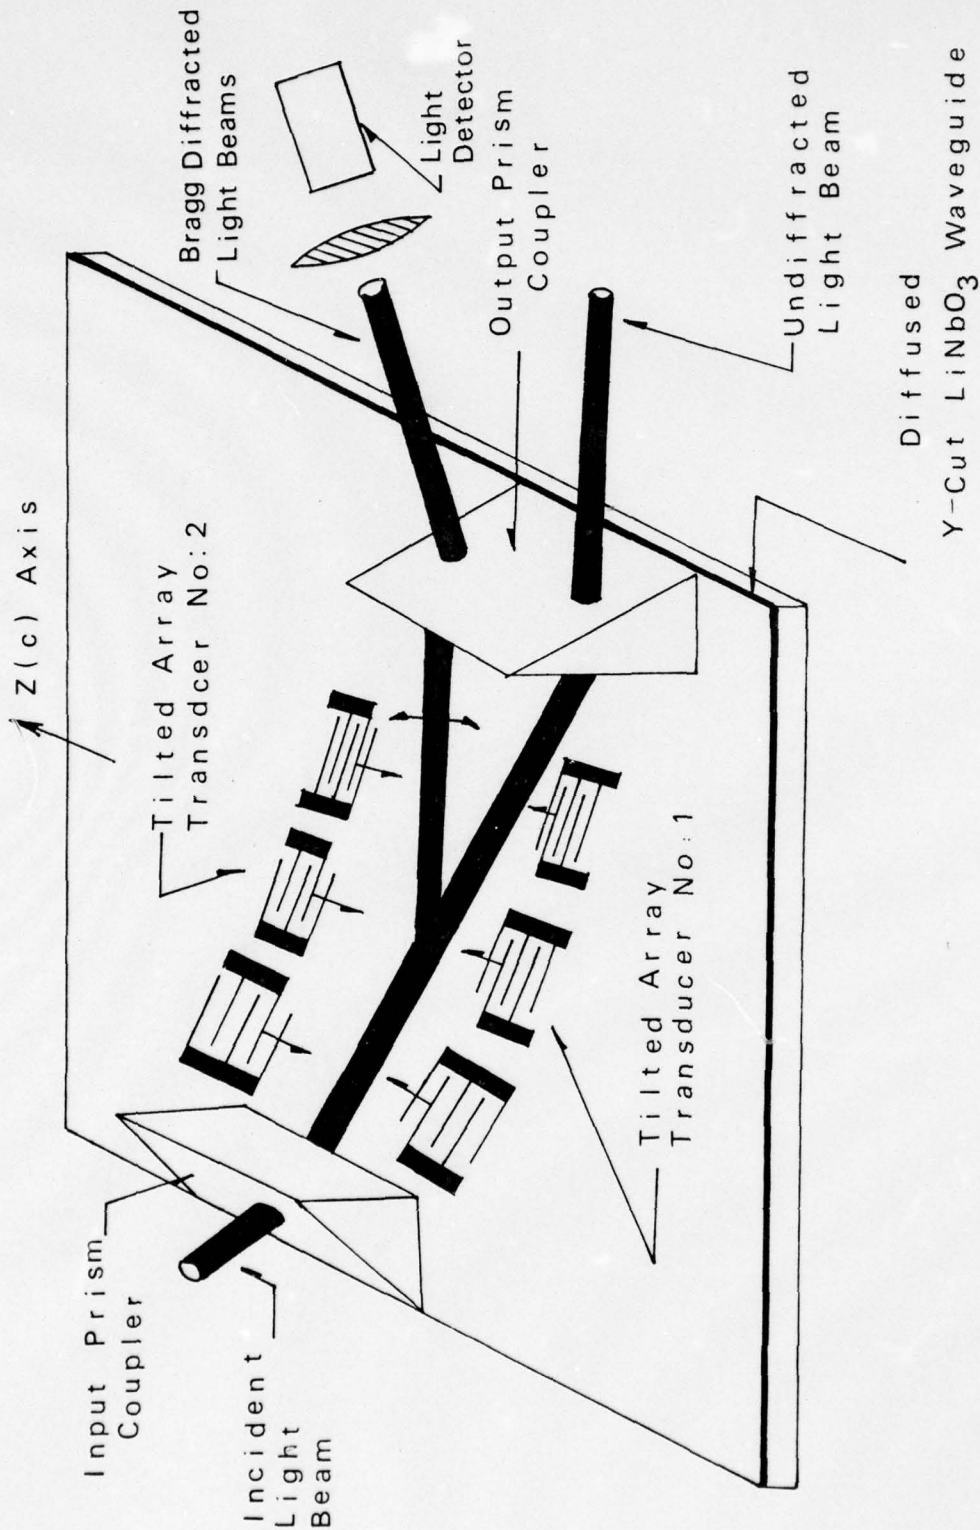 Z(c) Axis
Tilted Array
Transdcer No:2
Bragg Diffracted
Light Beams
Light
Detector
Output Prism
Coupler
Undiffracted
Light Beam
Diffused
Y-Cut LiNbO3 Waveguide
Tilted Array
Transducer No:1
Input Prism
Coupler
Incident
Light
Beam